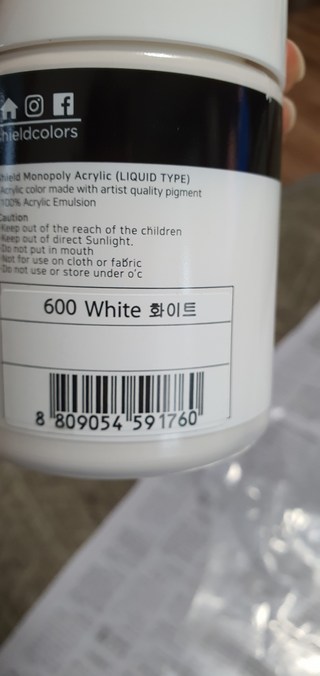 hieldcolors
hield Monopoly Acrylic (LIQUID TYPE)
Acrylic color made with artist quality pigment
100% Acrylic Emulsion
Caution
Keep out of the reach of the children
Keep out of direct Sunlight.
Do not put in mouth
Not for use on cloth or fabric
Do not use or store under o'c
600 White 화이트
8 809054 591760